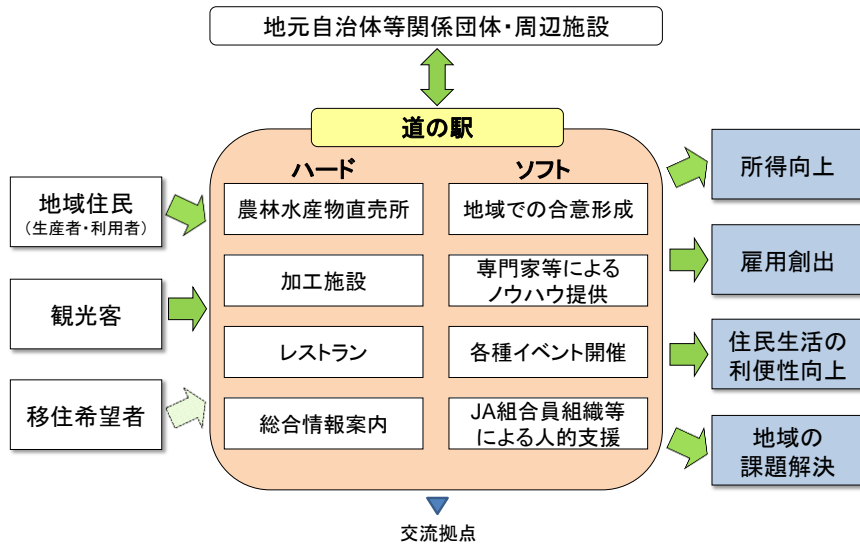 地元自治体等関係団体・周辺施設
道の駅
ハード
ソフト
地域住民
（生産者・利用者）
観光客
移住希望者
農林水産物直売所
加工施設
レストラン
総合情報案内
地域での合意形成
専門家等による
ノウハウ提供
各種イベント開催
JA組合員組織等
による人的支援
所得向上
雇用創出
住民生活の
利便性向上
地域の
課題解決
交流拠点